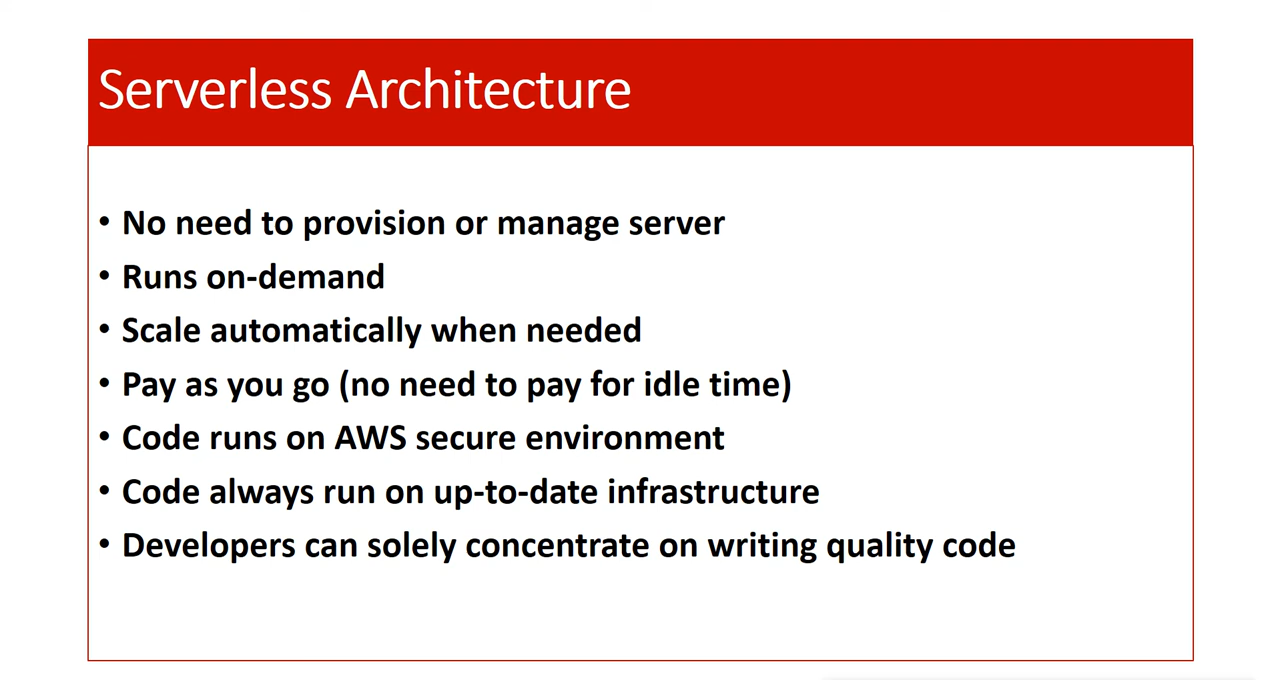 Serverless Architecture
• No need to provision or manage server
• Runs on-demand
• Scale automatically when needed
• Pay as you go (no need to pay for idle time)
• Code runs on AWS secure environment
• Code always run on up-to-date infrastructure
• Developers can solely concentrate on writing quality code